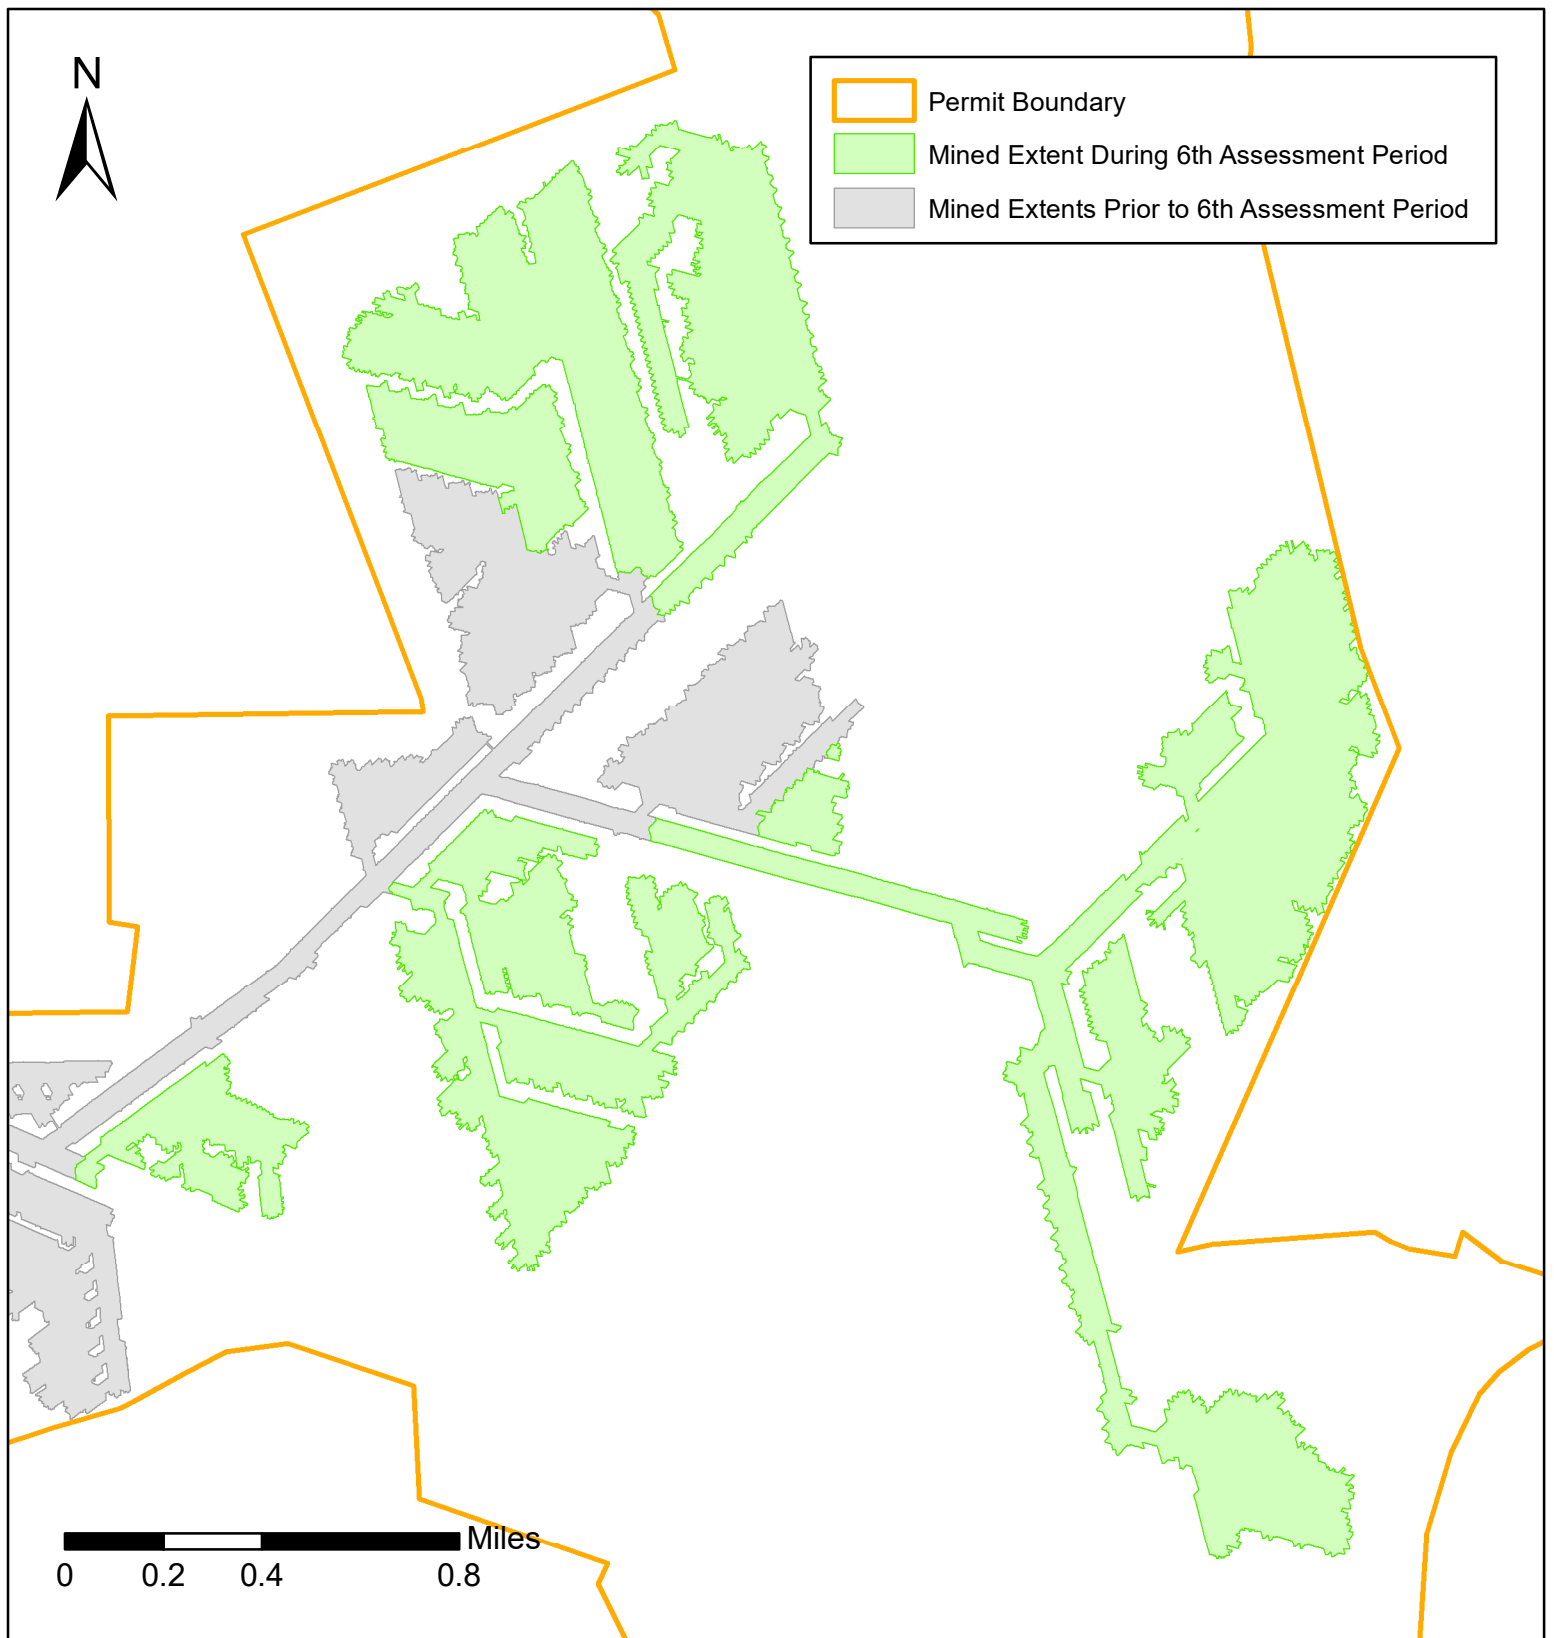 N
Permit Boundary
Mined Extent During 6th Assessment Period
Mined Extents Prior to 6th Assessment Period
Miles
0 0.2 0.4 0.8